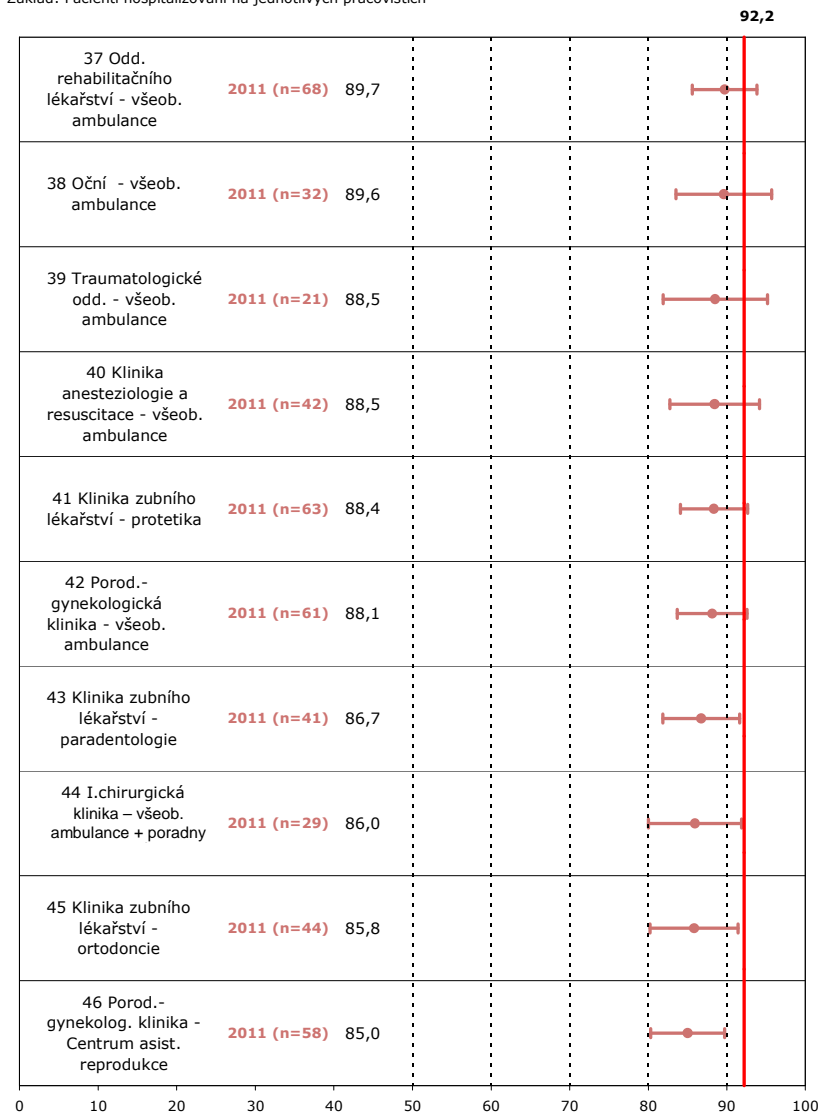 Základ: Pacienti hospitalizovaní na jednotlivých pracovištích
92,2
37 Odd.
rehabilitačního
lékařství - všeob.
ambulance
2011 (n=68) 89,7
38 Oční - všeob.
ambulance
2011 (n=32) 89,6
39 Traumatologické
odd. - všeob.
ambulance
2011 (n=21) 88,5
40 Klinika
anesteziologie a
resuscitace - všeob.
ambulance
2011 (n=42) 88,5
41 Klinika zubního
lékařství - protetika
2011 (n=63) 88,4
42 Porod.-
gynekologická
klinika - všeob.
ambulance
2011 (n=61) 88,1
43 Klinika zubního
lékařství -
paradentologie
2011 (n=41) 86,7
44 I.chirurgická
klinika – všeob.
ambulance + poradny
2011 (n=29) 86,0
45 Klinika zubního
lékařství -
ortodoncie
2011 (n=44) 85,8
46 Porod.-
gynekolog. klinika -
Centrum asist.
reprodukce
2011 (n=58) 85,0
0 10 20 30 40 50 60 70 80 90 100